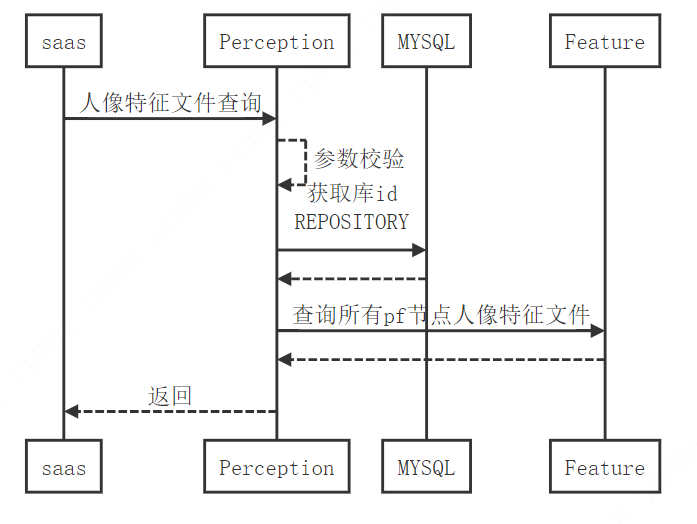 saas
Perception
MYSQL
Feature
人像特征文件查询
参数校验
获取库id
REPOSITORY
查询所有pf节点人像特征文件
返回
saas
Perception
MYSQL
Feature